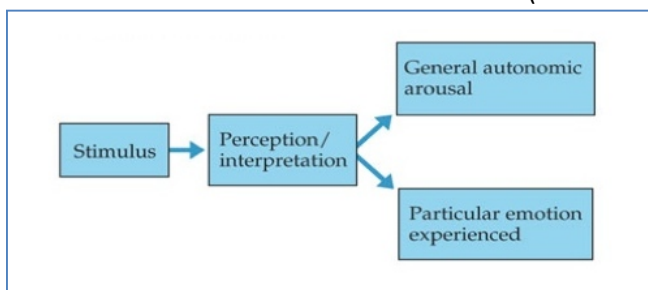 Stimulus
Perception/
interpretation
General autonomic
arousal
Particular emotion
experienced